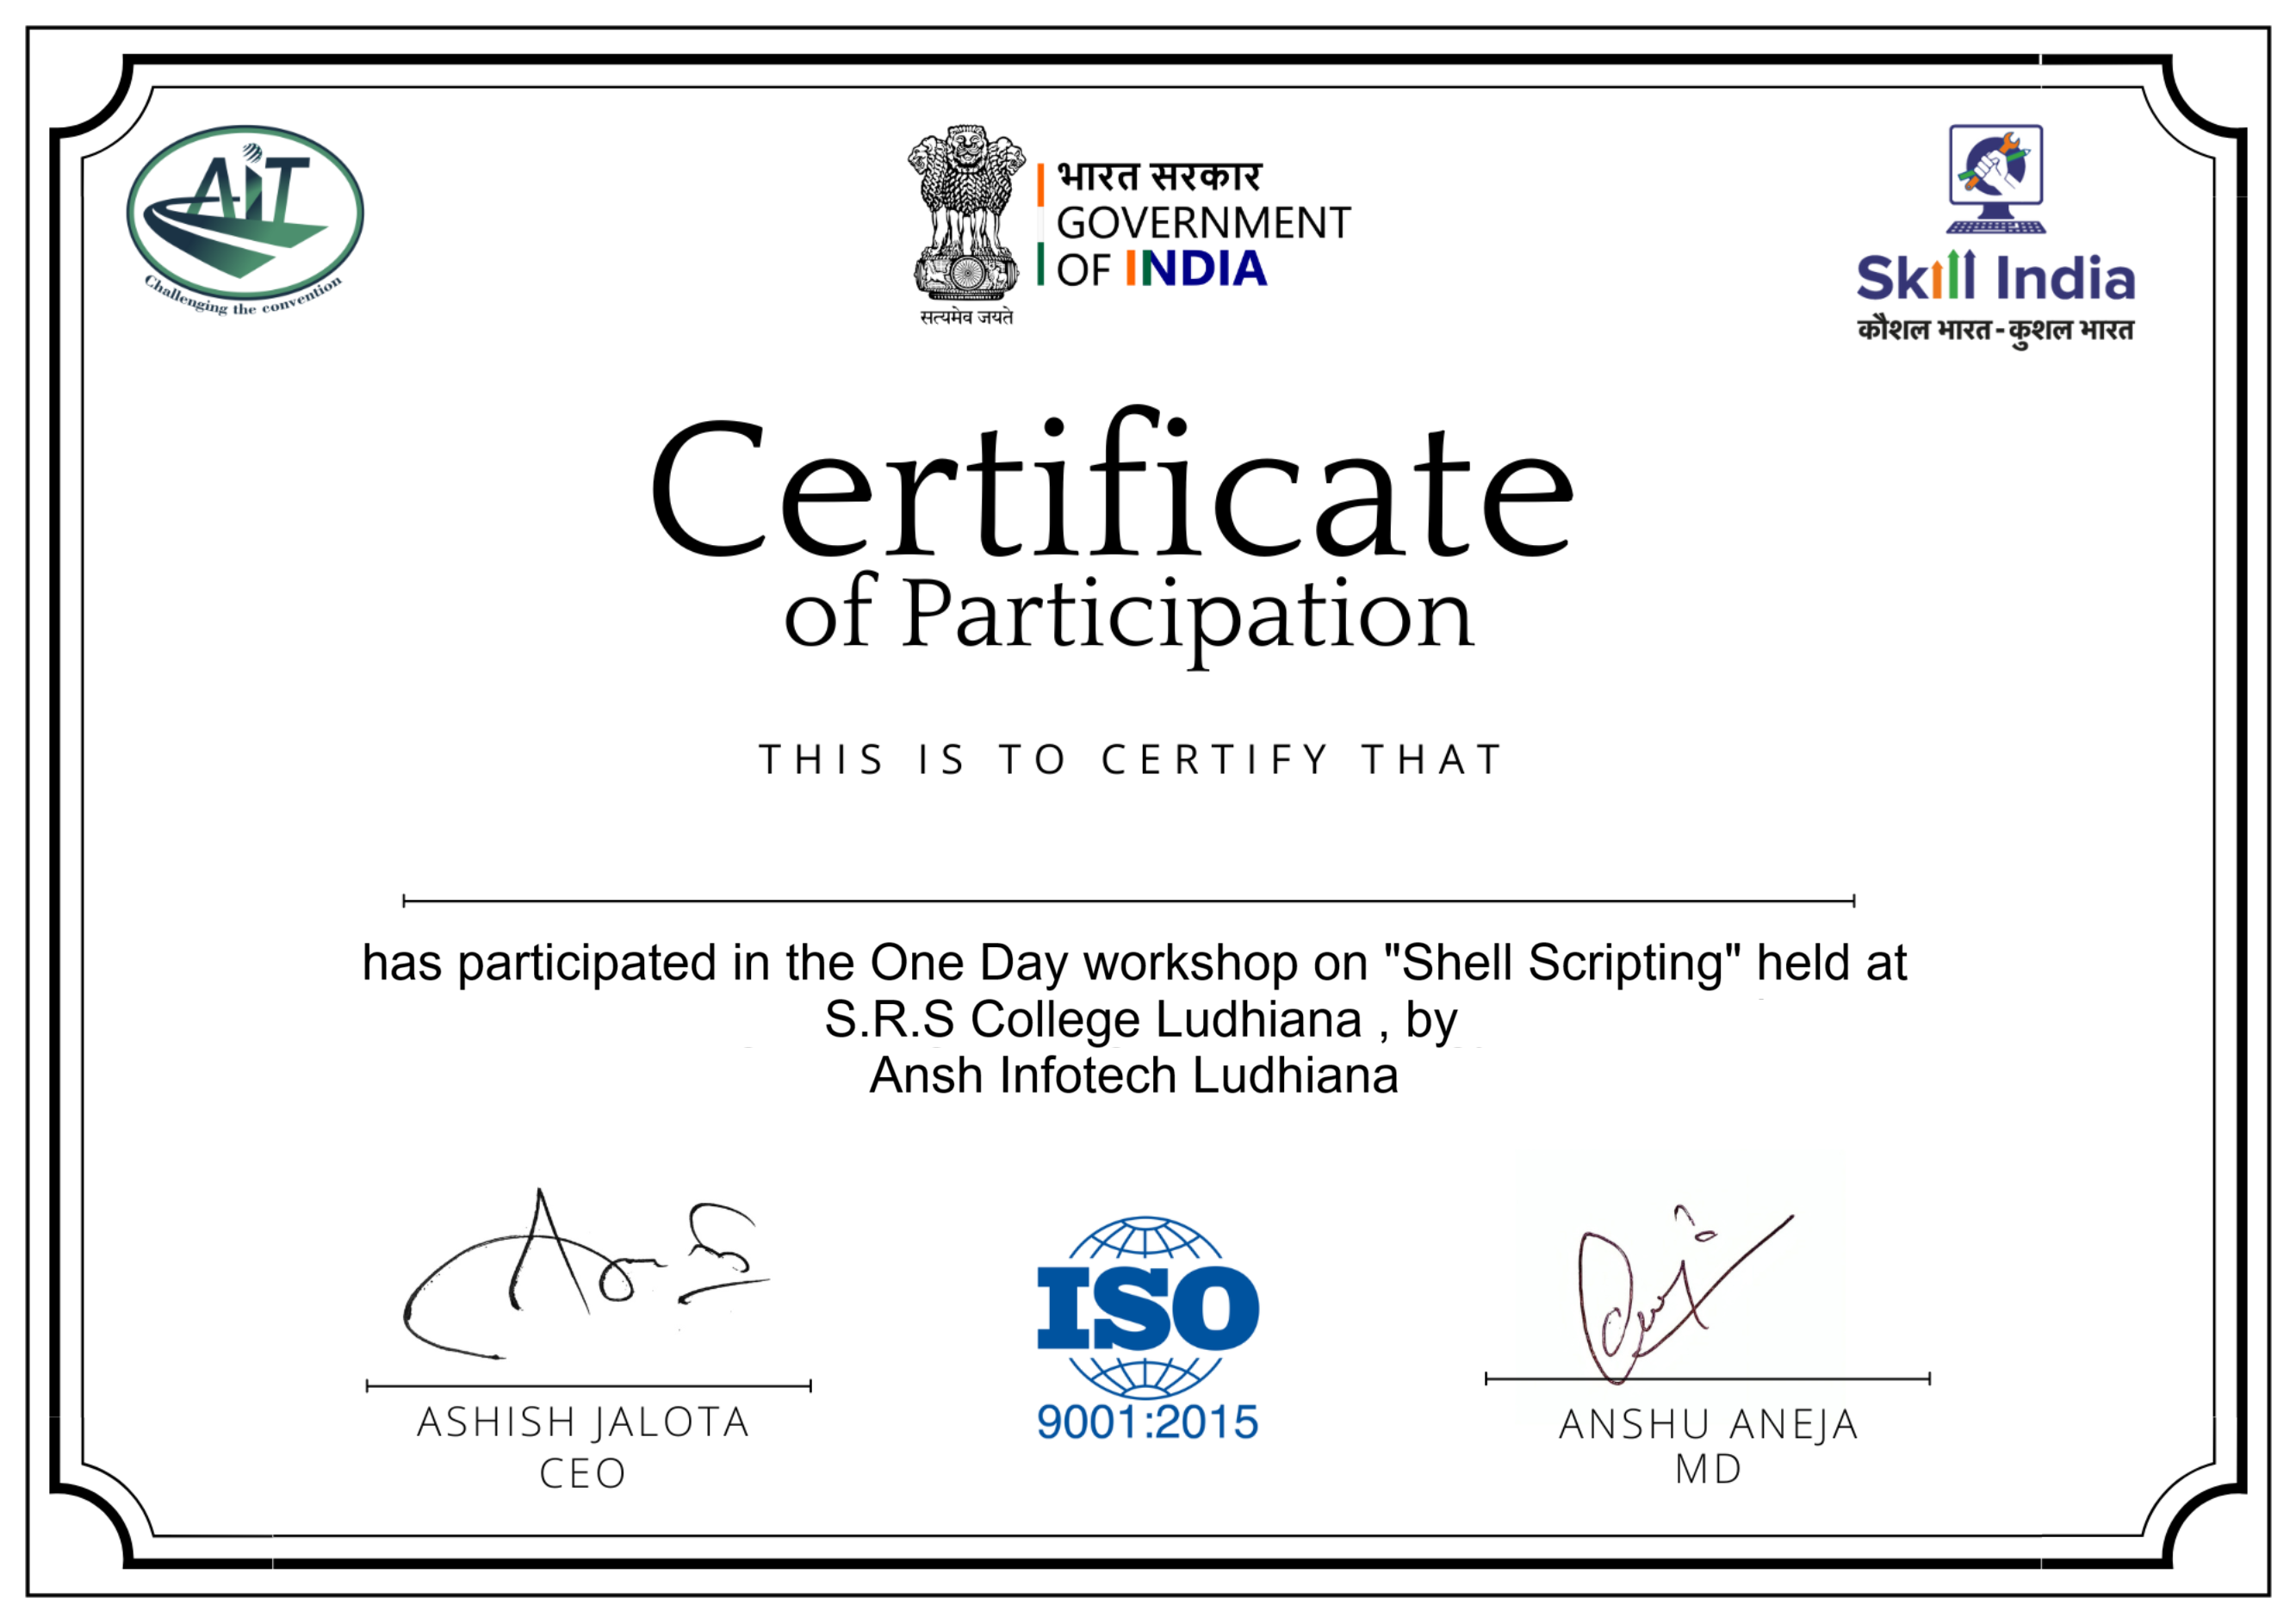 AiT
Challenging the convention
सत्यमेव जयते
भारत सरकार
GOVERNMENT
OF INDIA
Skill India
कौशल भारत - कुशल भारत
Certificate
of Participation
THIS IS TO CERTIFY THAT
has participated in the One Day workshop on "Shell Scripting" held at
S.R.S College Ludhiana , by
Ansh Infotech Ludhiana
ISO
9001:2015
ASHISH JALOTA
CEO
ANSHU ANEJA
MD